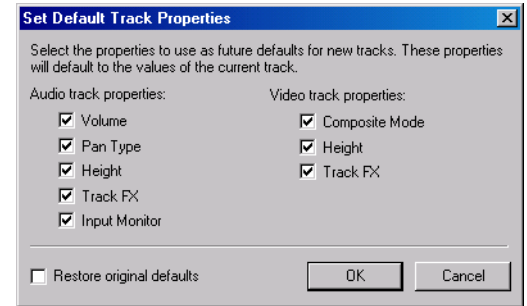 Set Default Track Properties
Select the properties to use as future defaults for new tracks. These properties
will default to the values of the current track.
Audio track properties:
Volume
Pan Type
Height
Track FX
Input Monitor
Video track properties:
Composite Mode
Height
Track FX
Restore original defaults
OK
Cancel